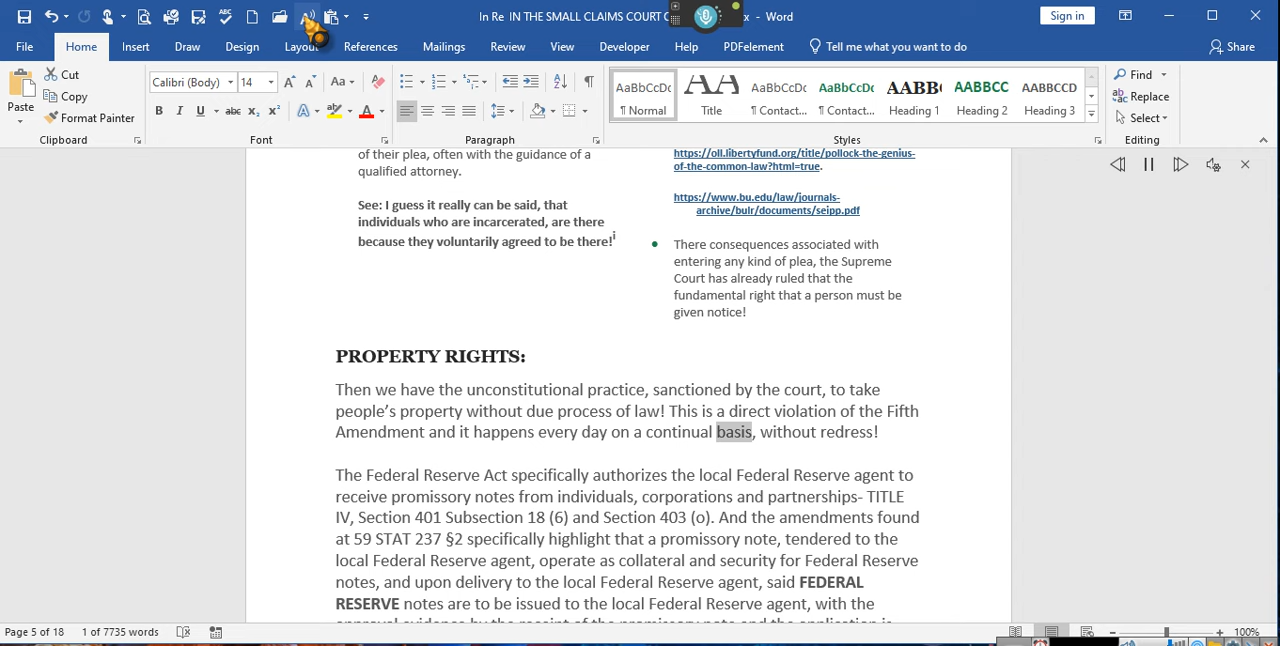 In Re IN THE SMALL CLAIMS COURT
- Word
Sign in
File Home Insert Draw Design Layout References Mailings Review View Developer Help PDFelement Tell me what you want to do Share
Paste
Cut
Copy
Format Painter
Clipboard
Calibri (Body) 14
Font
Paragraph
AaBbCcDc AA AaBbCcDc AaBbCcDc AABBC AABBCC AABBCCD
¶ Normal Title ¶ Contact... ¶ Contact... Heading 1 Heading 2 Heading 3
Styles
Find
Replace
Select
Editing
of their plea, often with the guidance of a
qualified attorney.
See: I guess it really can be said, that
individuals who are incarcerated, are there
because they voluntarily agreed to be there!i
https://oll.libertyfund.org/title/pollock-the-genius-
of-the-common-law?html=true.
https://www.bu.edu/law/journals-
archive/bulr/documents/seipp.pdf
• There consequences associated with
entering any kind of plea, the Supreme
Court has already ruled that the
fundamental right that a person must be
given notice!
PROPERTY RIGHTS:
Then we have the unconstitutional practice, sanctioned by the court, to take
people's property without due process of law! This is a direct violation of the Fifth
Amendment and it happens every day on a continual basis, without redress!
The Federal Reserve Act specifically authorizes the local Federal Reserve agent to
receive promissory notes from individuals, corporations and partnerships- TITLE
IV, Section 401 Subsection 18 (6) and Section 403 (o). And the amendments found
at 59 STAT 237 §2 specifically highlight that a promissory note, tendered to the
local Federal Reserve agent, operate as collateral and security for Federal Reserve
notes, and upon delivery to the local Federal Reserve agent, said FEDERAL
RESERVE notes are to be issued to the local Federal Reserve agent, with the
Page 5 of 18 1 of 7735 words 100%